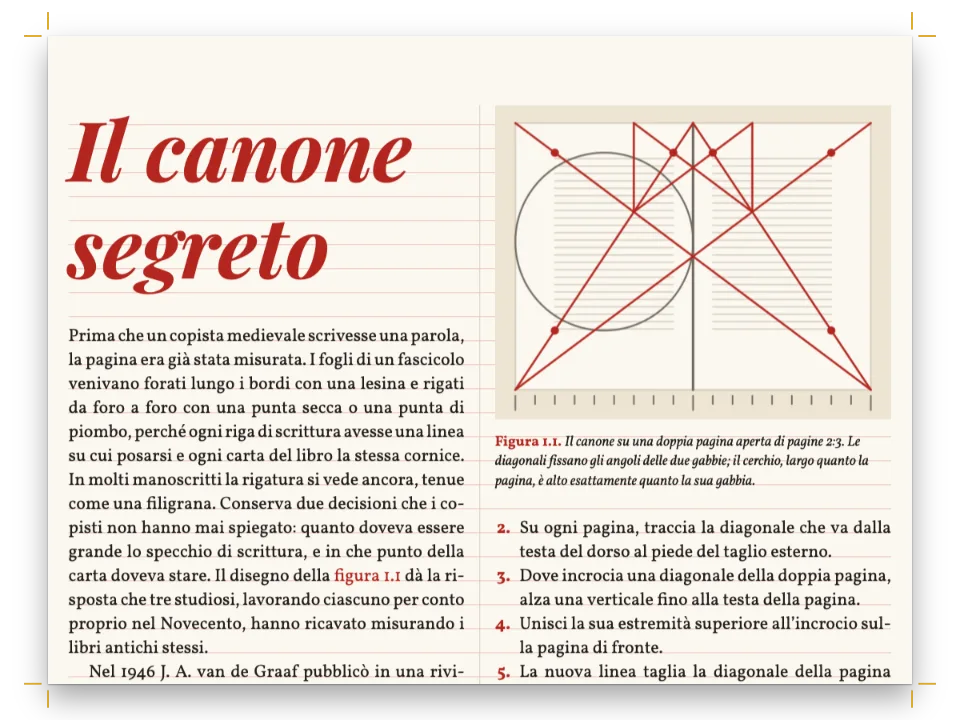 Il canone
segreto
Prima che un copista medievale scrivesse una parola,
la pagina era già stata misurata. I fogli di un fascicolo
venivano forati lungo i bordi con una lesina e rigati
da foro a foro con una punta secca o una punta di
piombo, perché ogni riga di scrittura avesse una linea
su cui posarsi e ogni carta del libro la stessa cornice.
In molti manoscritti la rigatura si vede ancora, tenue
come una filigrana. Conserva due decisioni che i co-
pisti non hanno mai spiegato: quanto doveva essere
grande lo specchio di scrittura, e in che punto della
carta doveva stare. Il disegno della figura 1.1 dà la ri-
sposta che tre studiosi, lavorando ciascuno per conto
proprio nel Novecento, hanno ricavato misurando i
libri antichi stessi.
Nel 1946 J. A. van de Graaf pubblicò in una rivi-
Figura 1.1. Il canone su una doppia pagina aperta di pagine 2:3. Le
diagonali fissano gli angoli delle due gabbie; il cerchio, largo quanto la
pagina, è alto esattamente quanto la sua gabbia.
2. Su ogni pagina, traccia la diagonale che va dalla
testa del dorso al piede del taglio esterno.
3. Dove incrocia una diagonale della doppia pagina,
alza una verticale fino alla testa della pagina.
4. Unisci la sua estremità superiore all'incrocio sul-
la pagina di fronte.
5. La nuova linea taglia la diagonale della pagina